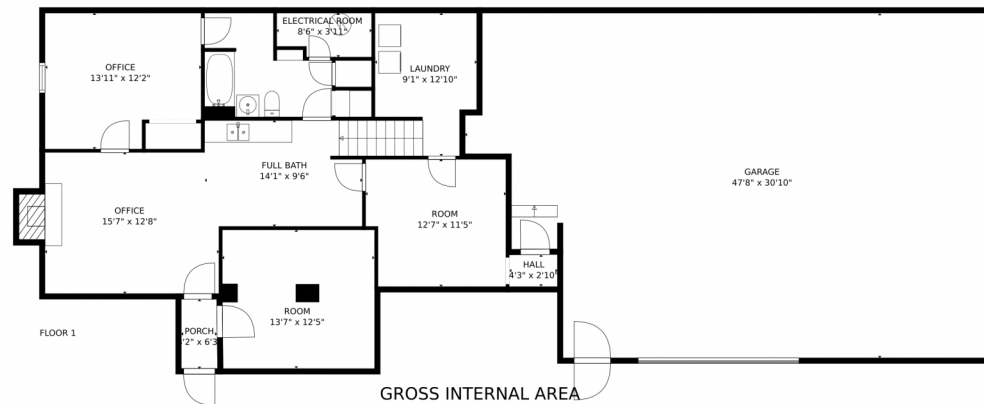 ELECTRICAL ROOM
8'6" x 3'11"
OFFICE
13'11" x 12'2"
LAUNDRY
9'1" x 12'10"
FULL BATH
14'1" x 9'6"
GARAGE
47'8" x 30'10"
OFFICE
15'7" x 12'8"
ROOM
12'7" x 11'5"
HALL
4'3" x 2'10"
ROOM
13'7" x 12'5"
PORCH
FLOOR 1
GROSS INTERNAL AREA